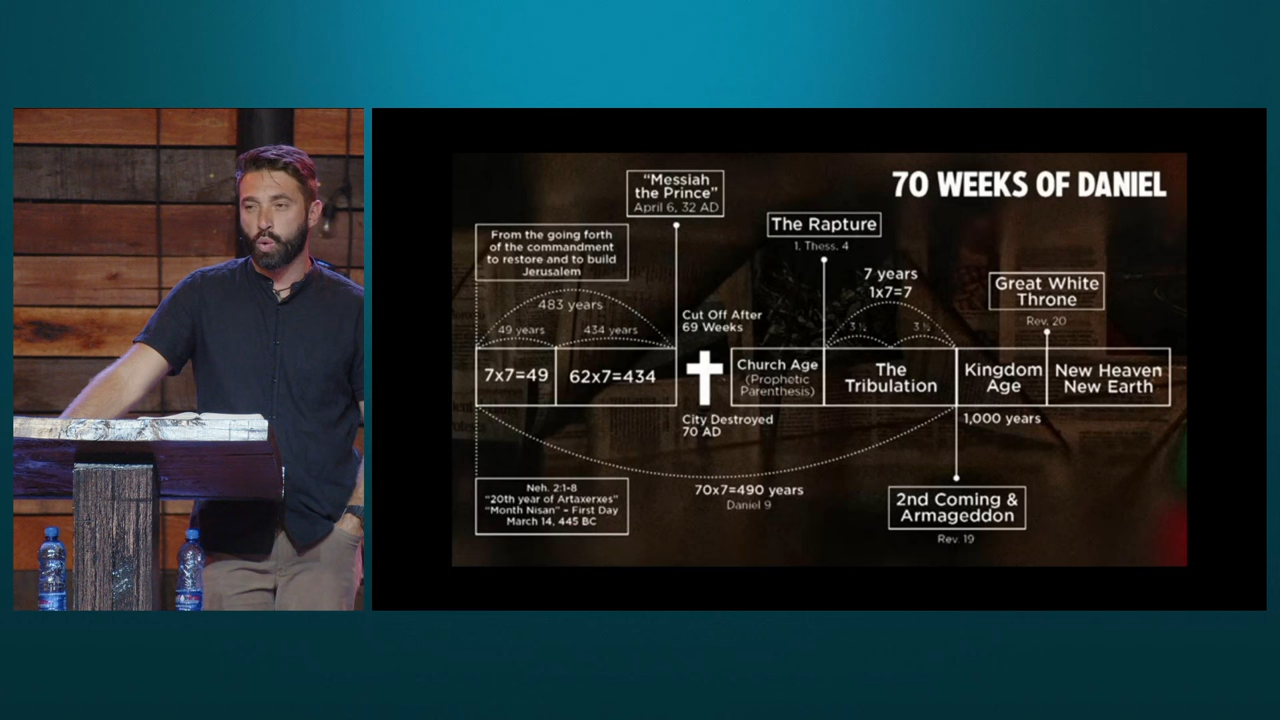 70 WEEKS OF DANIEL
“Messiah
the Prince”
April 6, 32 AD
The Rapture
1, Thess. 4
From the going forth
of the commandment
to restore and to build
Jerusalem
7 years
1x7=7
Great White
Throne
Rev, 20
483 years
49 years
434 years
Cut Off After
69 Weeks
3 ½
3 ½
7x7=49
62x7=434
Church Age
(Prophetic
Parenthesis)
The
Tribulation
Kingdom
Age
New Heaven
New Earth
City Destroyed
70 AD
1,000 years
Neh. 2:1-8
“20th year of Artaxerxes”
“Month Nisan” – First Day
March 14, 445 BC
70x7=490 years
Daniel 9
2nd Coming &
Armageddon
Rev. 19